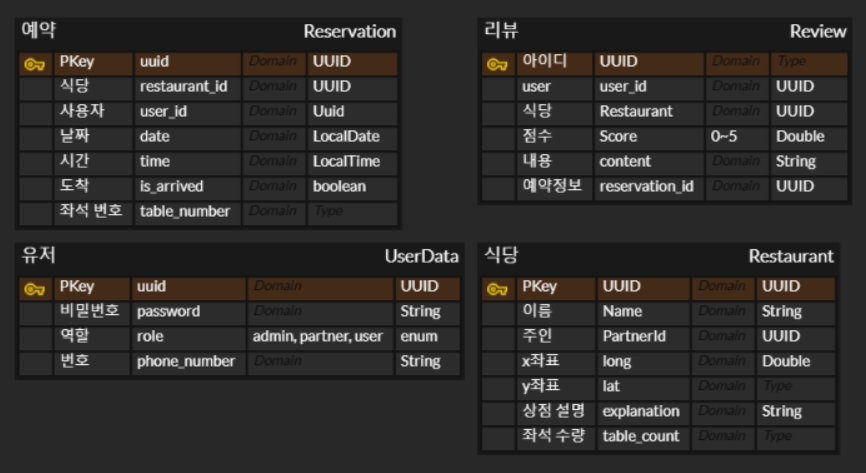 예약 Reservation
PKey uuid Domain UUID
식당 restaurant_id Domain UUID
사용자 user_id Domain Uuid
날짜 date Domain LocalDate
시간 time Domain LocalTime
도착 is_arrived Domain boolean
좌석 번호 table_number Domain Type
리뷰 Review
아이디 UUID Domain Type
user user_id Domain UUID
식당 Restaurant Domain UUID
점수 Score 0~5 Double
내용 content Domain String
예약정보 reservation_id Domain UUID
유저 UserData
PKey uuid Domain UUID
비밀번호 password Domain String
역할 role admin, partner, user enum
번호 phone_number Domain String
식당 Restaurant
PKey UUID Domain UUID
이름 Name Domain String
주인 PartnerId Domain UUID
x좌표 long Domain Double
y좌표 lat Domain Type
상점 설명 explanation Domain String
좌석 수량 table_count Domain Type